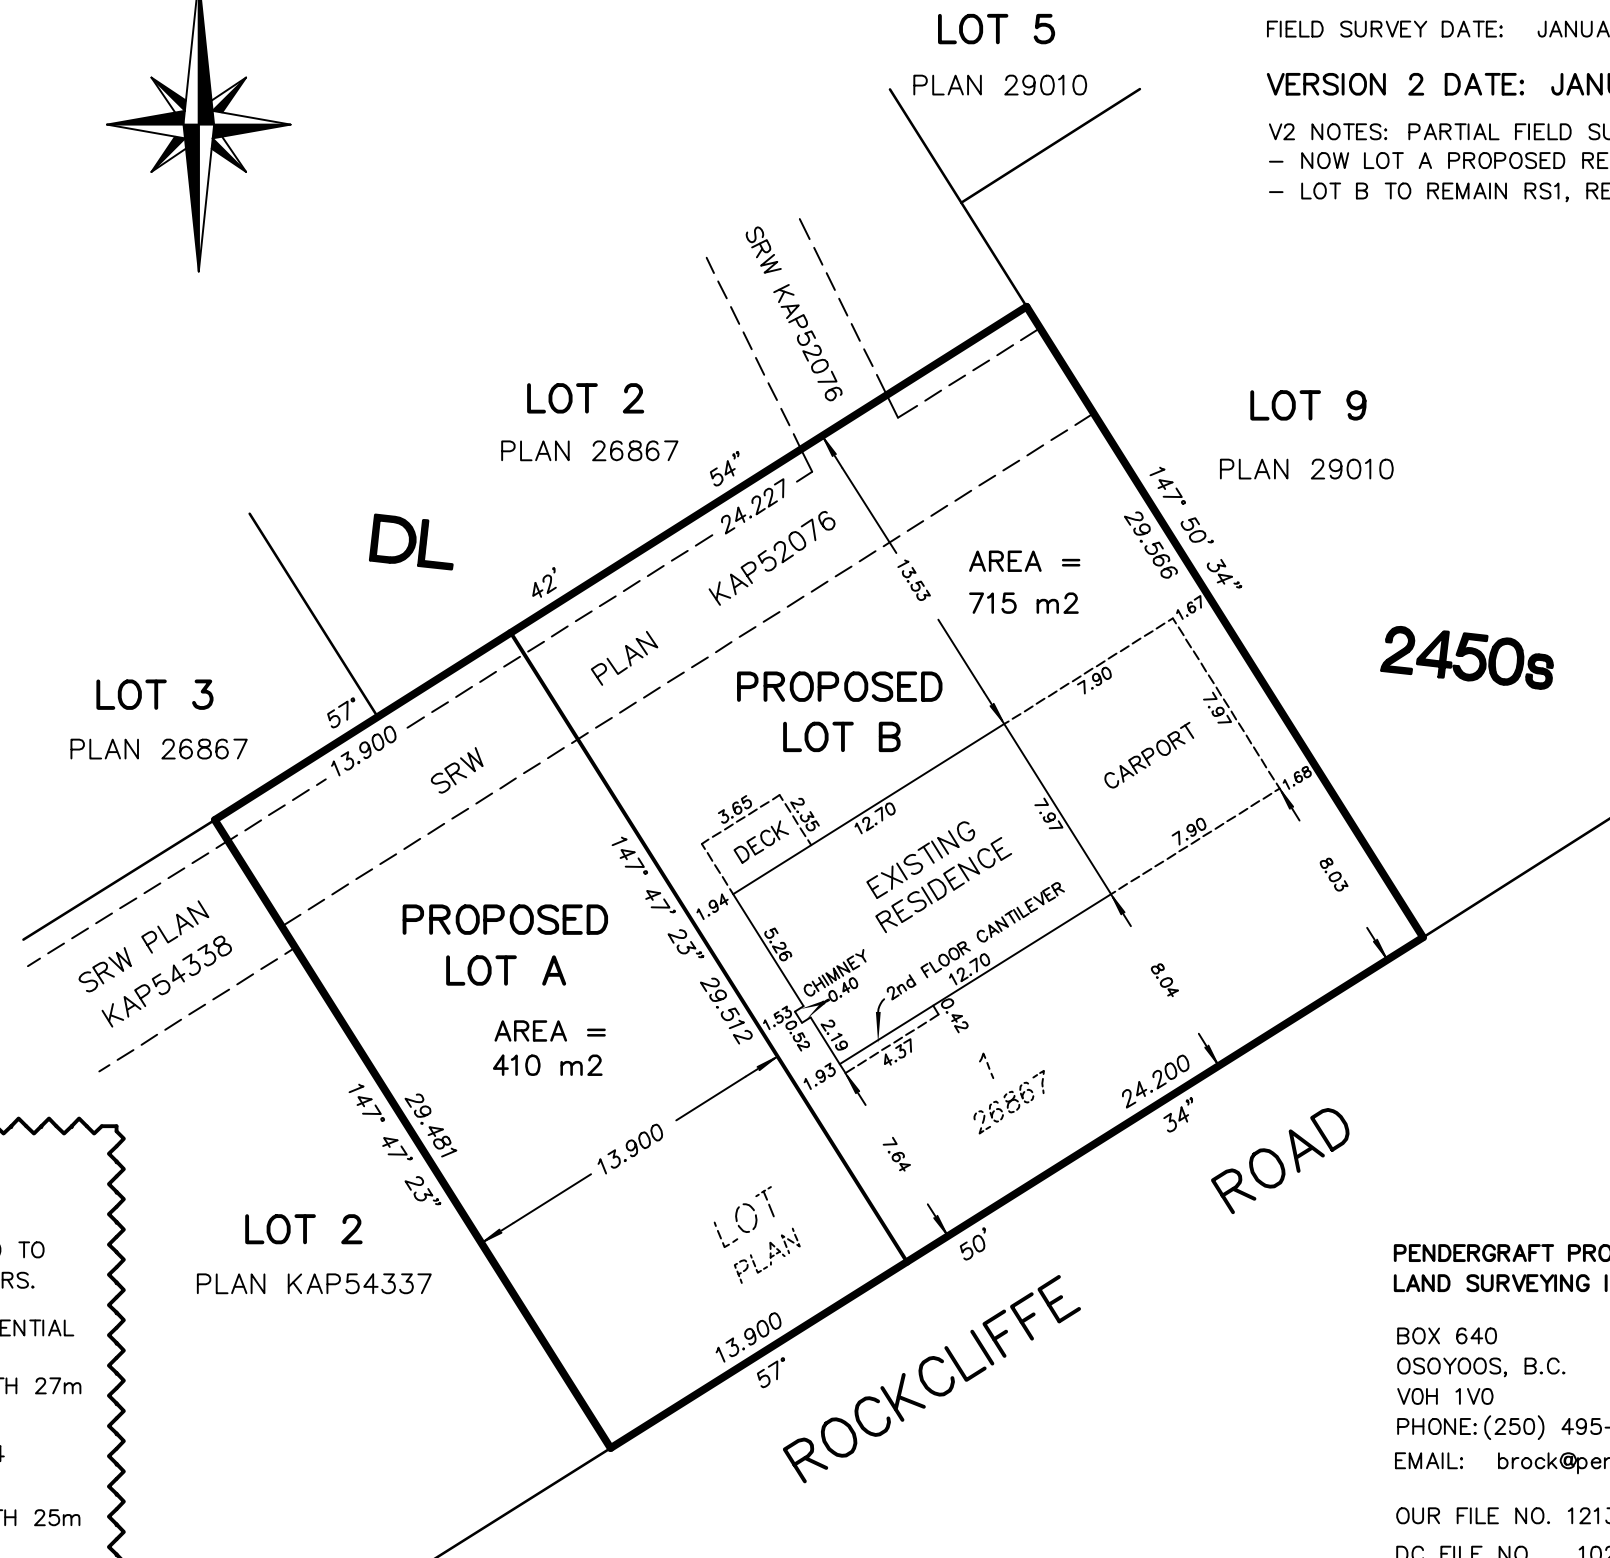 LOT 5
PLAN 29010
FIELD SURVEY DATE: JANUA
VERSION 2 DATE: JANU
V2 NOTES: PARTIAL FIELD SU
– NOW LOT A PROPOSED RE
– LOT B TO REMAIN RS1, RE
SRW KAP52076
LOT 2
PLAN 26867
LOT 9
PLAN 29010
DL
57°
42'
54"
13.900
24.227
147° 50' 34"
29.566
LOT 3
PLAN 26867
SRW
PLAN
KAP52076
13.53
AREA =
715 m2
2450s
PROPOSED
LOT B
1.67
7.90
7.97
CARPORT
1.68
7.90
3.65
2.35
DECK
12.70
7.97
EXISTING
RESIDENCE
8.03
1.94
5.26
CHIMNEY
0.40
2nd FLOOR CANTILEVER
12.70
1.53
0.52
2.19
0.42
4.37
1.93
8.04
7.64
SRW PLAN
KAP54338
PROPOSED
LOT A
AREA =
410 m2
147° 47' 23"
29.512
29.481
147° 47' 23"
13.900
1
26867
LOT
PLAN
24.200
34"
50'
13.900
57°
ROCKCLIFFE
ROAD
LOT 2
PLAN KAP54337
TO
RS.
ENTIAL
TH 27m
4
TH 25m
PENDERGRAFT PRO
LAND SURVEYING I
BOX 640
OSOYOOS, B.C.
V0H 1V0
PHONE:(250) 495-
EMAIL: brock@pen
OUR FILE NO. 1213
DC FILE NO. 102